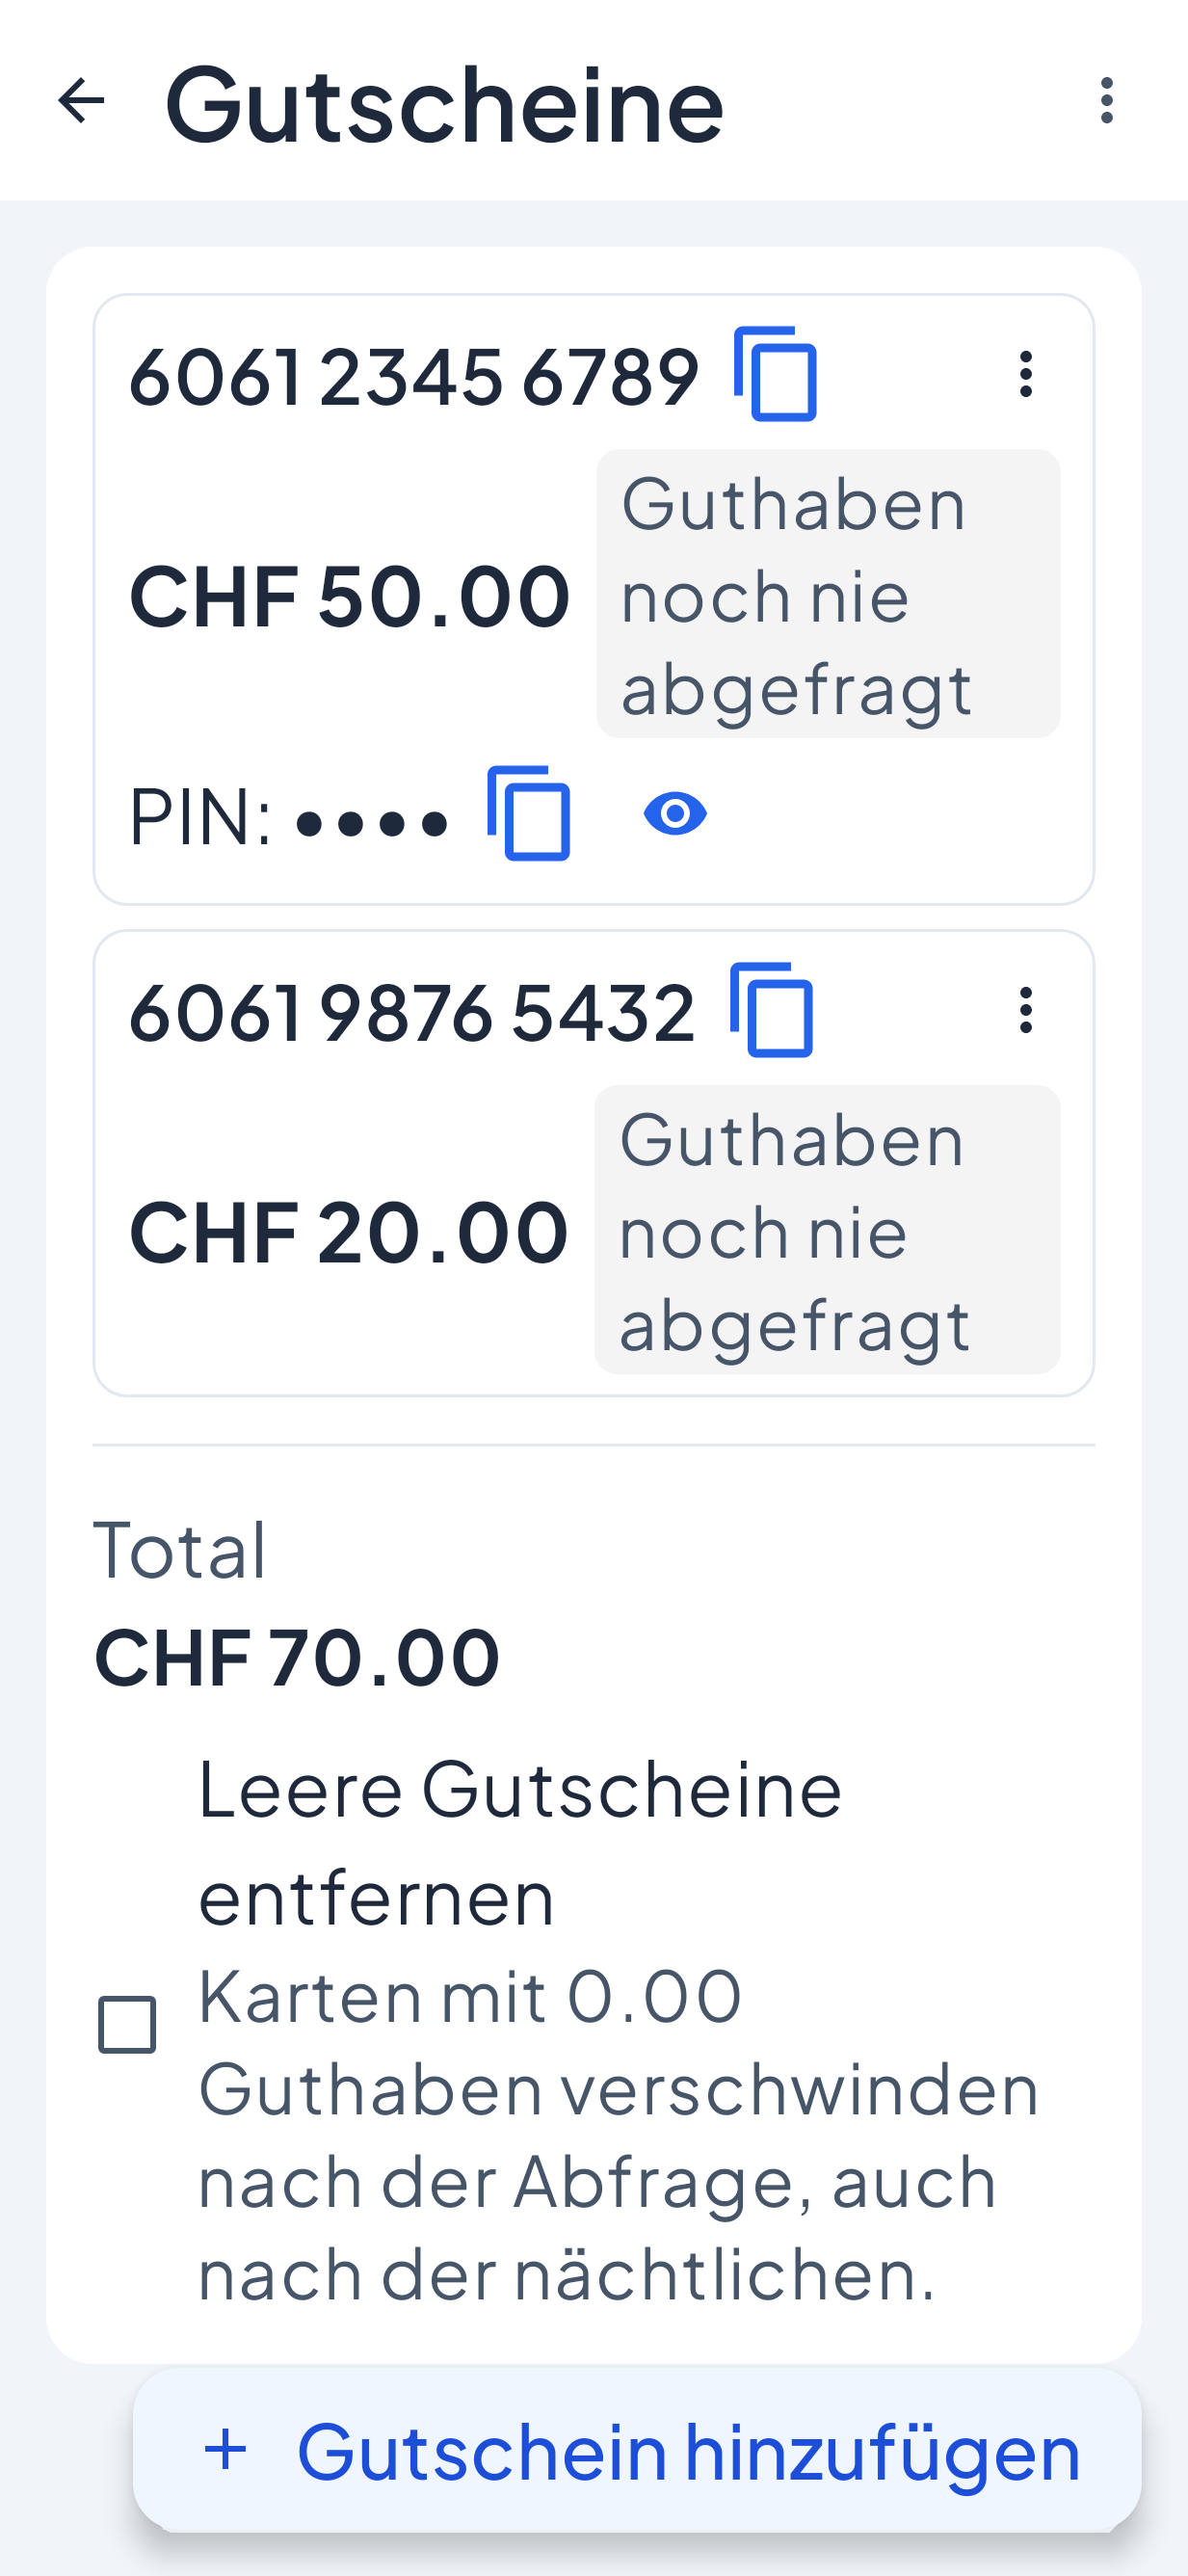 Gutscheine
6061 2345 6789
CHF 50.00
Guthaben
noch nie
abgefragt
PIN: ••••
6061 9876 5432
CHF 20.00
Guthaben
noch nie
abgefragt
Total
CHF 70.00
Leere Gutscheine
entfernen
Karten mit 0.00
Guthaben verschwinden
nach der Abfrage, auch
nach der nächtlichen.
+ Gutschein hinzufügen